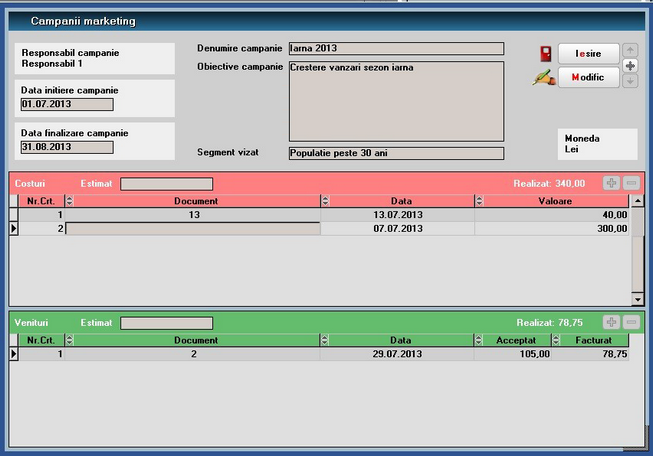 Campanii marketing
Responsabil campanie
Responsabil 1
Data initiere campanie
01.07.2013
Data finalizare campanie
31.08.2013
Denumire campanie Iarna 2013
Obiective campanie Crestere vanzari sezon iarna
Segment vizat Populatie peste 30 ani
Iesire
Modific
Moneda
Lei
Costuri Estimat Realizat: 340,00
Nr.Crt. Document Data Valoare
1 13 13.07.2013 40,00
2 07.07.2013 300,00
Venituri Estimat Realizat: 78,75
Nr.Crt. Document Data Acceptat Facturat
1 2 29.07.2013 105,00 78,75